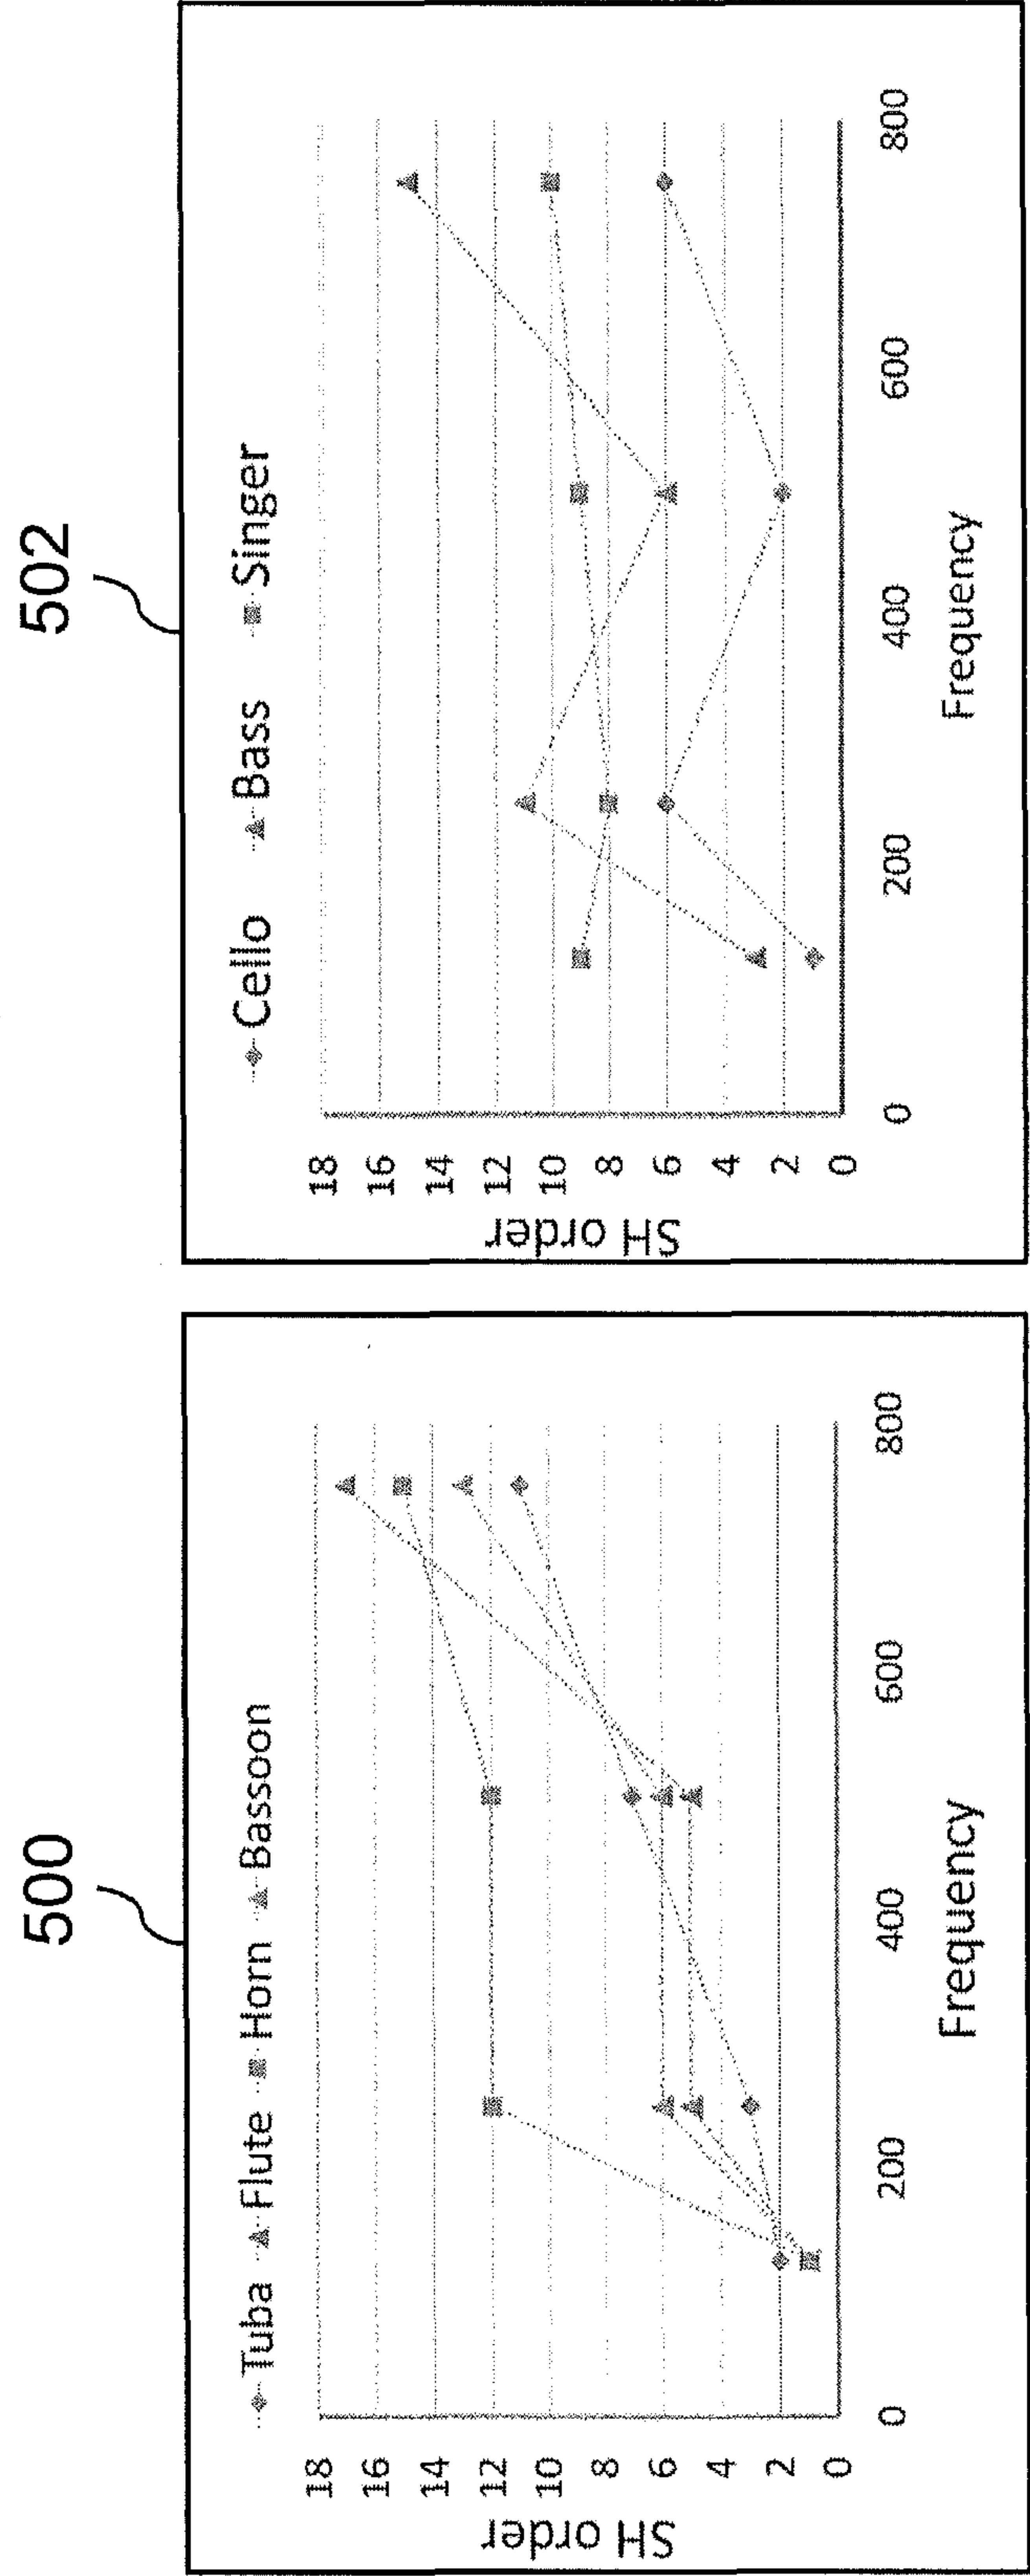 500
Tuba Flute Horn Bassoon
18
16
14
12
10
8
6
4
2
0
SH order
0 200 400 600 800
Frequency
502
Cello Bass Singer
18
16
14
12
10
8
6
4
2
0
SH order
0 200 400 600 800
Frequency